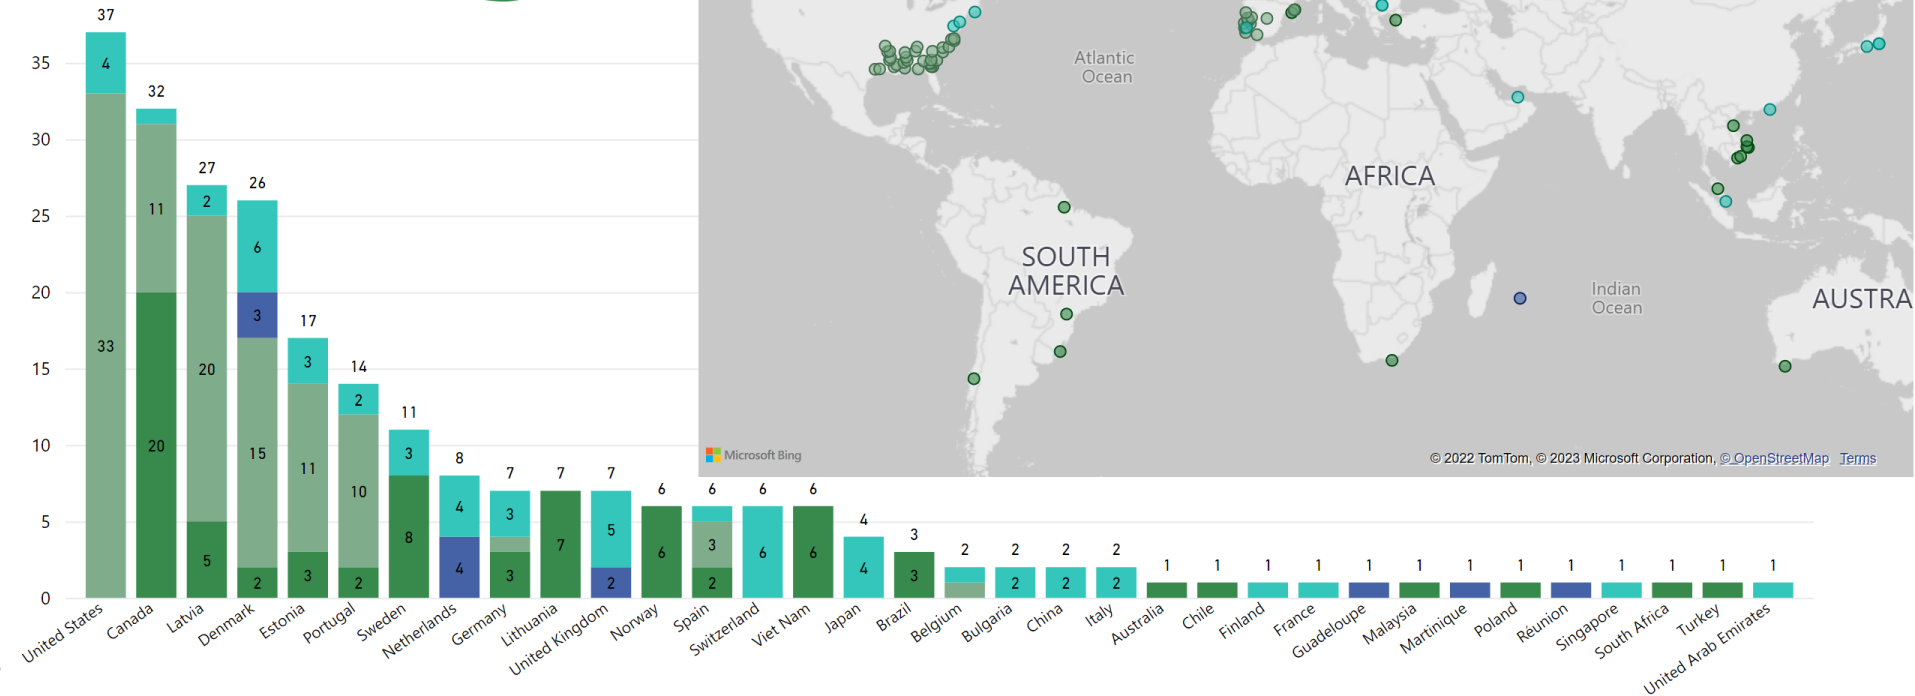 37
35
30
25
20
15
10
5
0
4
33
32
11
20
27
2
20
5
26
6
3
15
2
17
3
11
3
14
2
10
2
11
3
8
8
4
4
7
3
3
7
7
7
5
2
6
6
6
3
2
6
6
6
6
4
4
3
3
2
2
2
2
2
2
2
1
1
1
1
1
1
1
1
1
1
1
1
1
United States
Canada
Latvia
Denmark
Estonia
Portugal
Sweden
Netherlands
Germany
Lithuania
United Kingdom
Norway
Spain
Switzerland
Viet Nam
Japan
Brazil
Belgium
Bulgaria
China
Italy
Australia
Chile
Finland
France
Guadeloupe
Malaysia
Martinique
Poland
Réunion
Singapore
South Africa
Turkey
United Arab Emirates
Atlantic
Ocean
AFRICA
SOUTH
AMERICA
Indian
Ocean
AUSTRA
Microsoft Bing
© 2022 TomTom, © 2023 Microsoft Corporation, © OpenStreetMap Terms